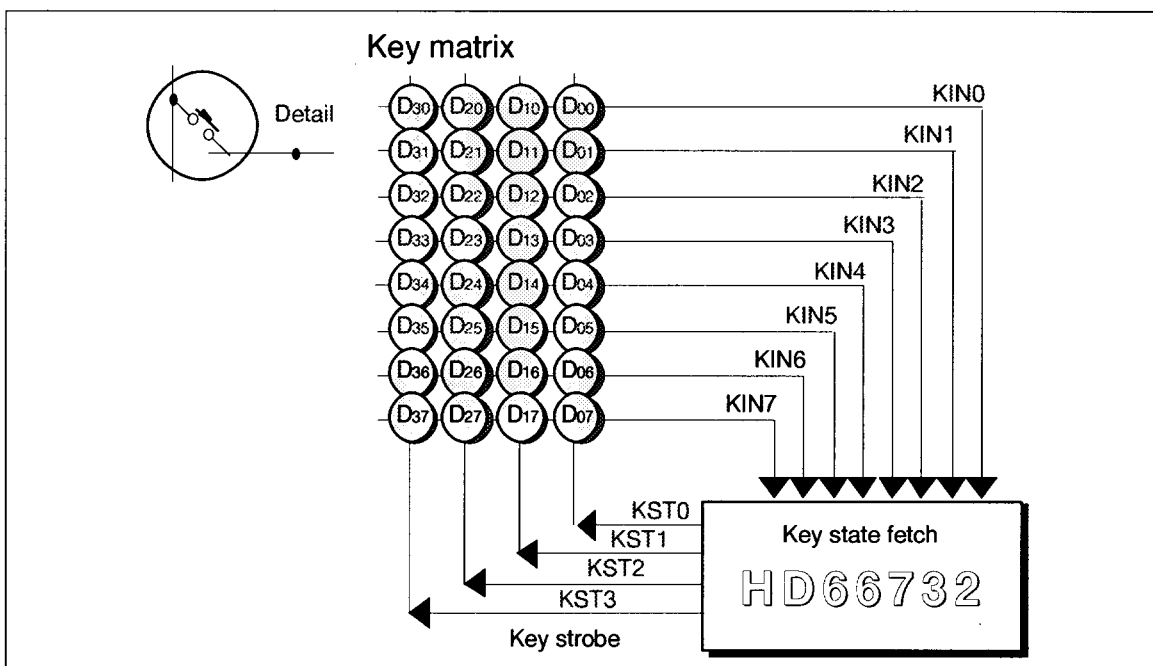 Key matrix
Detail
D30 D20 D10 D00
KIN0
D31 D21 D11 D01
KIN1
D32 D22 D12 D02
KIN2
D33 D23 D13 D03
KIN3
D34 D24 D14 D04
KIN4
D35 D25 D15 D05
KIN5
D36 D26 D16 D06
KIN6
D37 D27 D17 D07
KIN7
KST0
KST1
KST2
KST3
Key strobe
Key state fetch
HD66732